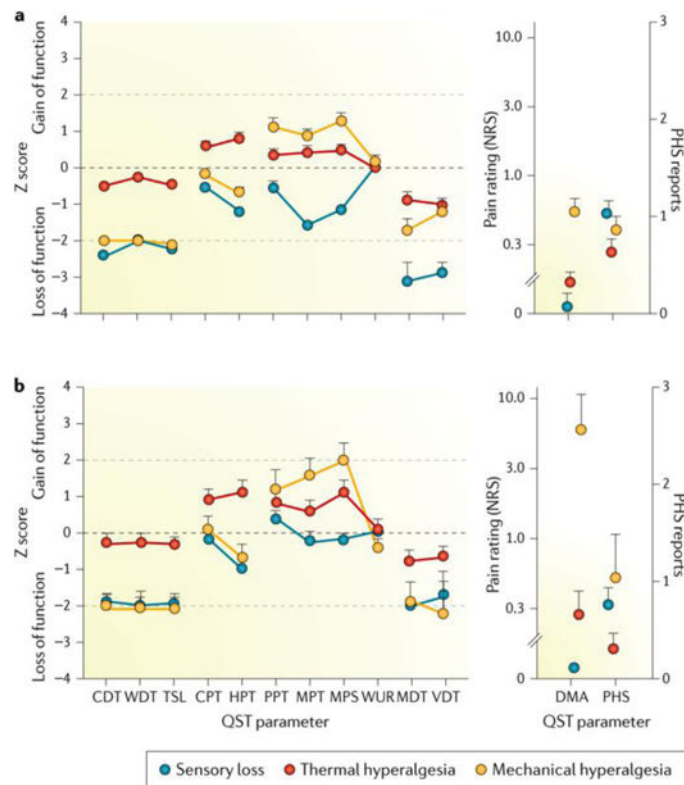 a
4
3
2
1
0
−1
−2
−3
−4
Gain of function
Z score
Loss of function
10.0
3.0
1.0
0.3
0
Pain rating (NRS)
3
2
1
0
PHS reports
b
4
3
2
1
0
−1
−2
−3
−4
Gain of function
Z score
Loss of function
CDT WDT TSL CPT HPT PPT MPT MPS WUR MDT VDT
QST parameter
10.0
3.0
1.0
0.3
0
Pain rating (NRS)
3
2
1
0
PHS reports
DMA PHS
QST parameter
Sensory loss Thermal hyperalgesia Mechanical hyperalgesia